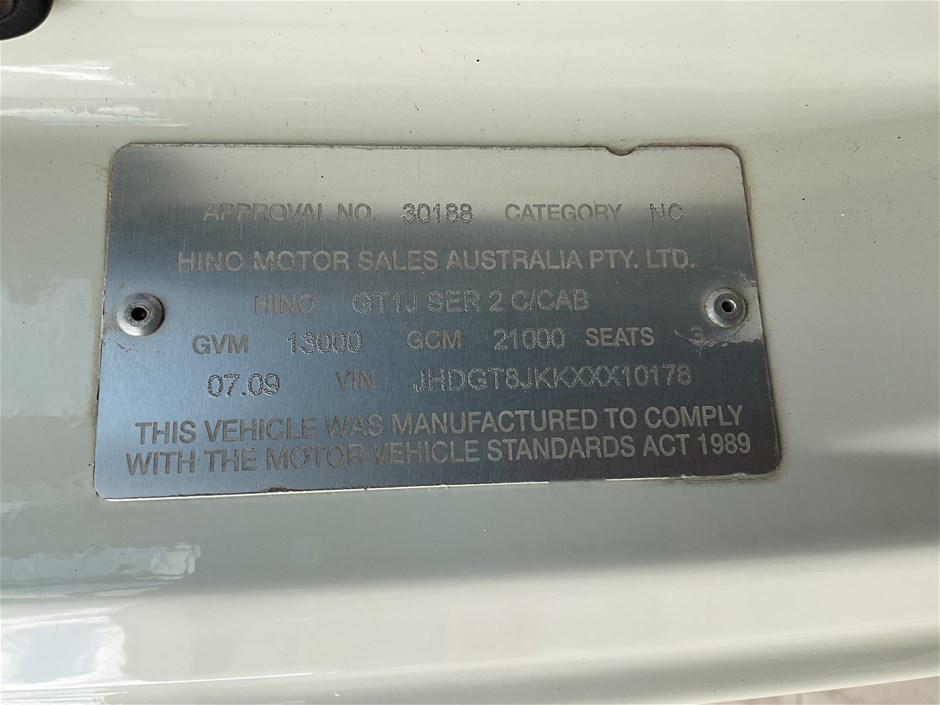 APPROVAL NO. 30188 CATEGORY NC
HINO MOTOR SALES AUSTRALIA PTY. LTD.
HINO GT1J SER 2 C/CAB
GVM 13000 GCM 21000 SEATS 3
07.09 VIN JHDGT8JKKXXX10178
THIS VEHICLE WAS MANUFACTURED TO COMPLY
WITH THE MOTOR VEHICLE STANDARDS ACT 1989